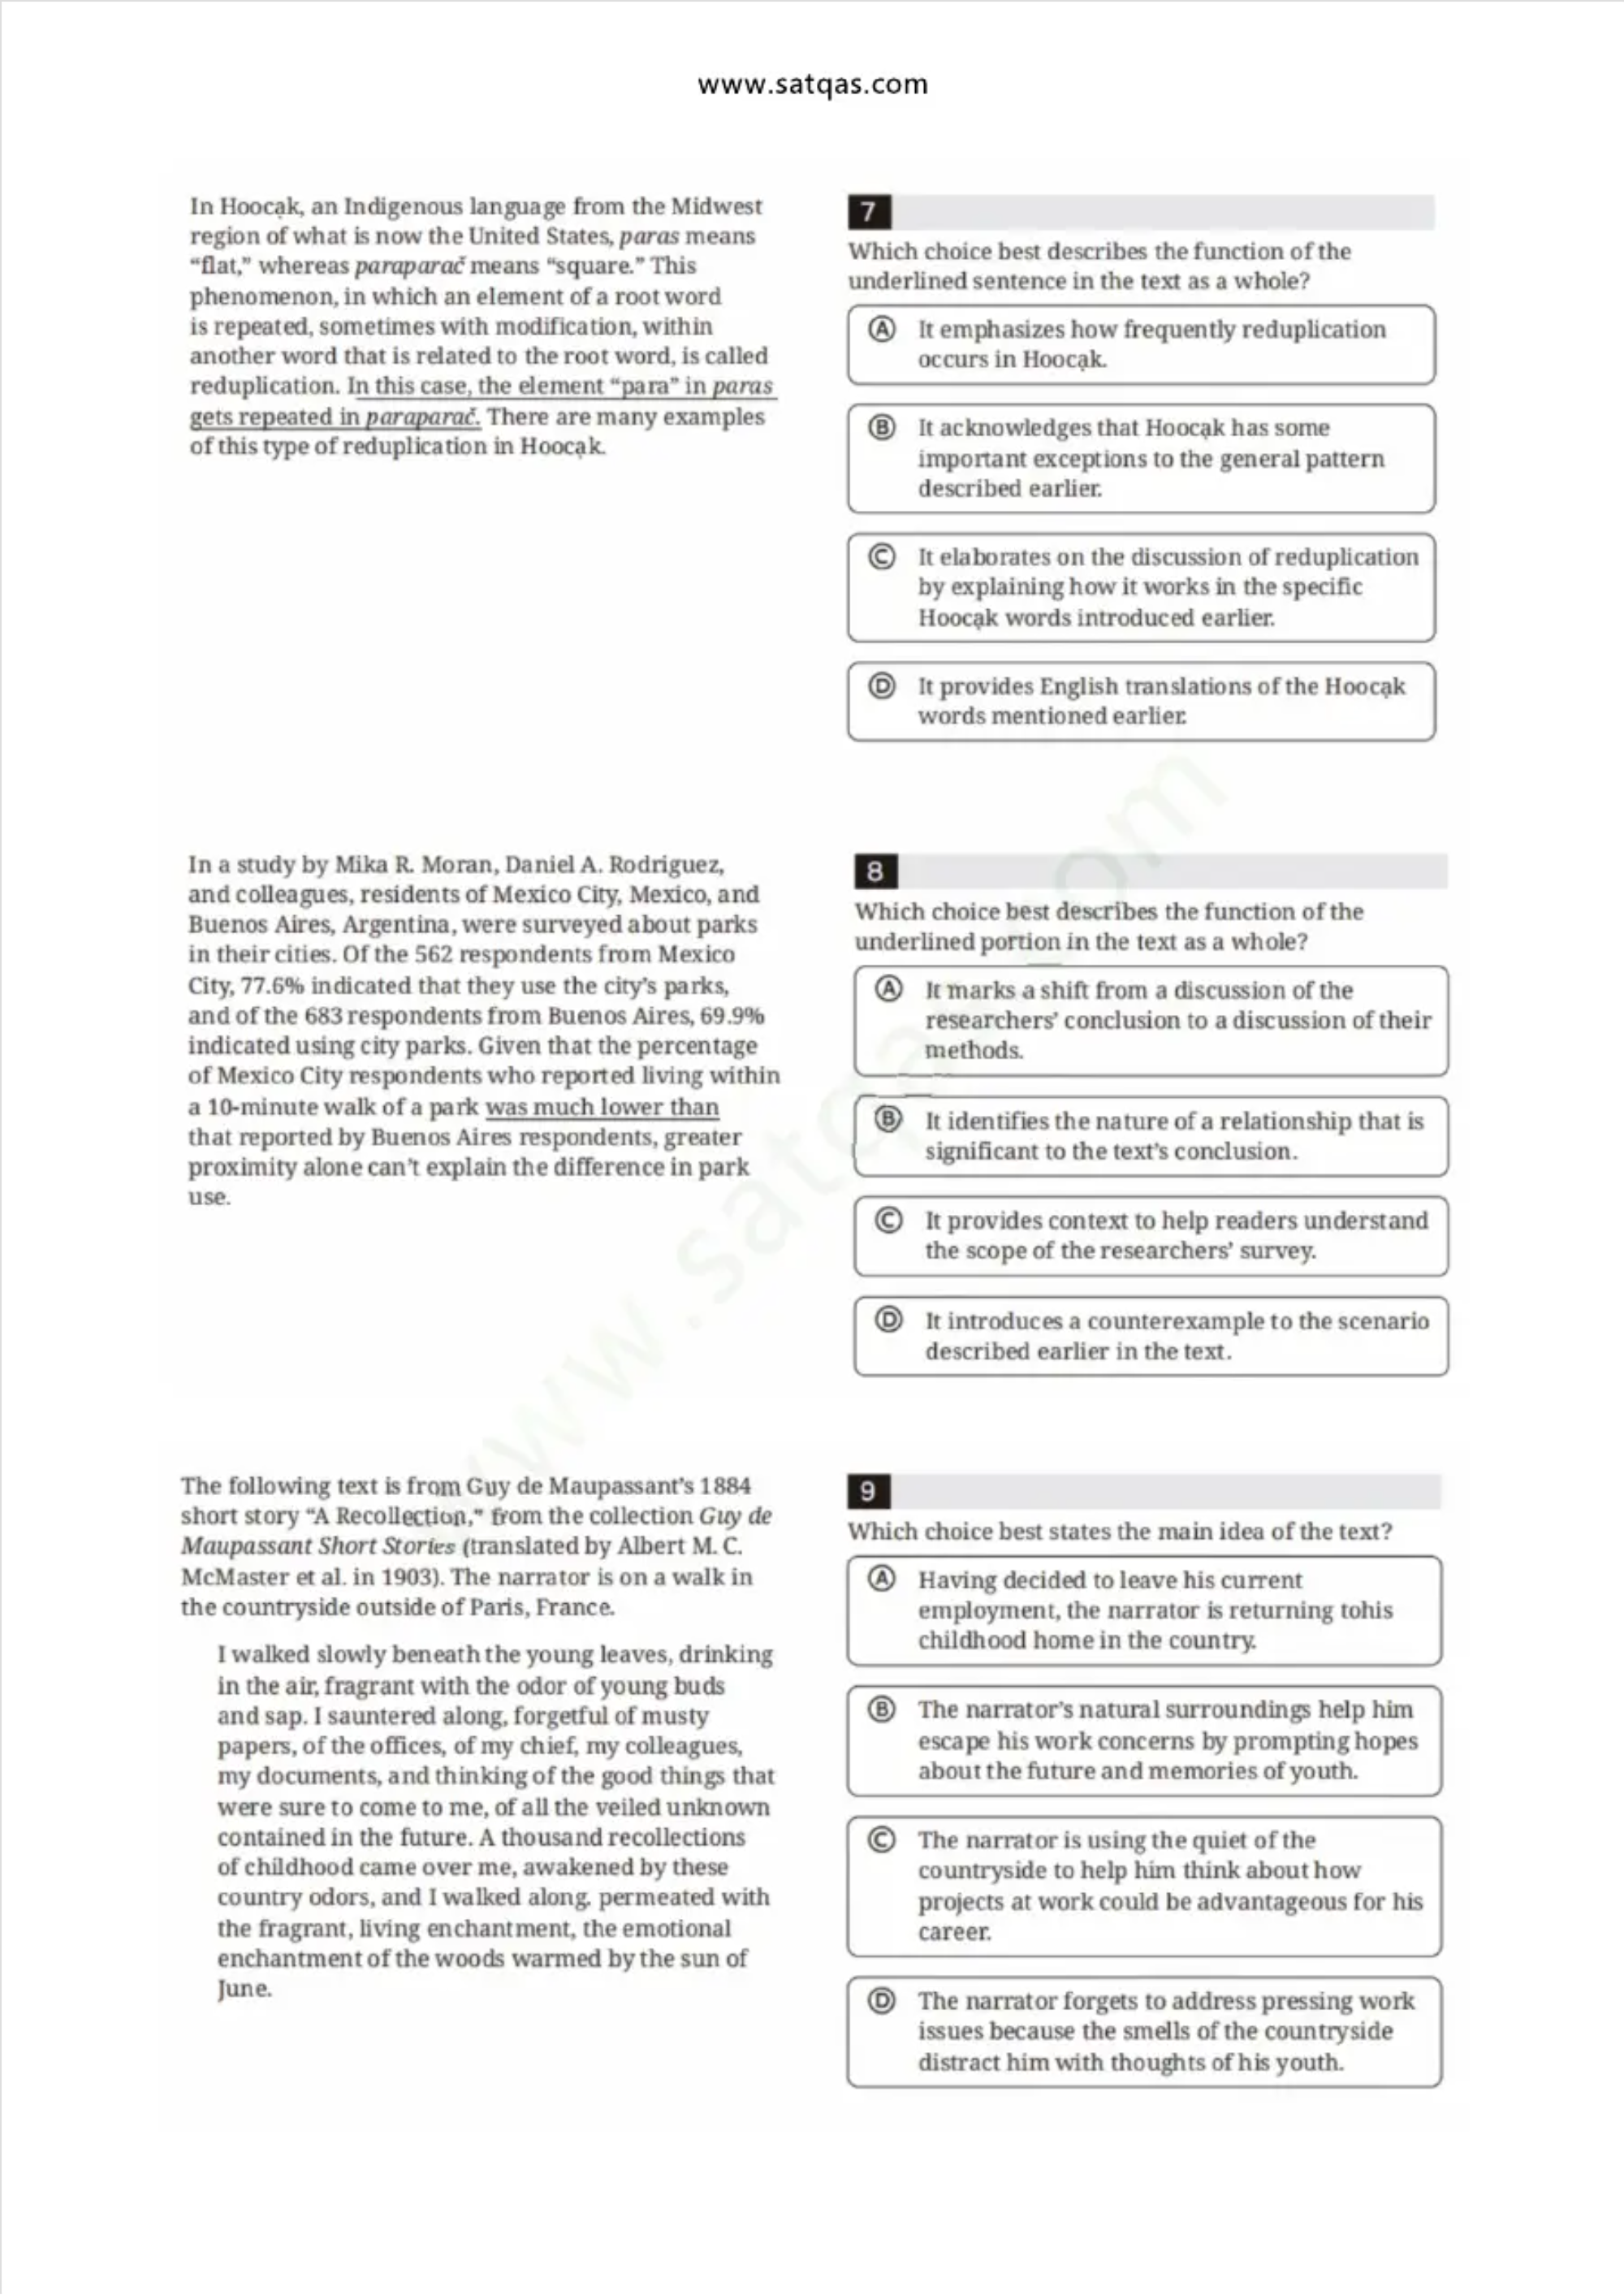 www.satqas.com
In Hoocąk, an Indigenous language from the Midwest
region of what is now the United States, paras means
“flat,” whereas paraparač means “square.” This
phenomenon, in which an element of a root word
is repeated, sometimes with modification, within
another word that is related to the root word, is called
reduplication. In this case, the element “para” in paras
gets repeated in paraparač. There are many examples
of this type of reduplication in Hoocąk.
7
Which choice best describes the function of the
underlined sentence in the text as a whole?
A It emphasizes how frequently reduplication
occurs in Hoocąk.
B It acknowledges that Hoocąk has some
important exceptions to the general pattern
described earlier.
C It elaborates on the discussion of reduplication
by explaining how it works in the specific
Hoocąk words introduced earlier.
D It provides English translations of the Hoocąk
words mentioned earlier.
In a study by Mika R. Moran, Daniel A. Rodriguez,
and colleagues, residents of Mexico City, Mexico, and
Buenos Aires, Argentina, were surveyed about parks
in their cities. Of the 562 respondents from Mexico
City, 77.6% indicated that they use the city’s parks,
and of the 683 respondents from Buenos Aires, 69.9%
indicated using city parks. Given that the percentage
of Mexico City respondents who reported living within
a 10-minute walk of a park was much lower than
that reported by Buenos Aires respondents, greater
proximity alone can’t explain the difference in park
use.
8
Which choice best describes the function of the
underlined portion in the text as a whole?
A It marks a shift from a discussion of the
researchers’ conclusion to a discussion of their
methods.
B It identifies the nature of a relationship that is
significant to the text’s conclusion.
C It provides context to help readers understand
the scope of the researchers’ survey.
D It introduces a counterexample to the scenario
described earlier in the text.
The following text is from Guy de Maupassant’s 1884
short story “A Recollection,” from the collection Guy de
Maupassant Short Stories (translated by Albert M. C.
McMaster et al. in 1903). The narrator is on a walk in
the countryside outside of Paris, France.
I walked slowly beneath the young leaves, drinking
in the air, fragrant with the odor of young buds
and sap. I sauntered along, forgetful of musty
papers, of the offices, of my chief, my colleagues,
my documents, and thinking of the good things that
were sure to come to me, of all the veiled unknown
contained in the future. A thousand recollections
of childhood came over me, awakened by these
country odors, and I walked along, permeated with
the fragrant, living enchantment, the emotional
enchantment of the woods warmed by the sun of
June.
9
Which choice best states the main idea of the text?
A Having decided to leave his current
employment, the narrator is returning tohis
childhood home in the country.
B The narrator’s natural surroundings help him
escape his work concerns by prompting hopes
about the future and memories of youth.
C The narrator is using the quiet of the
countryside to help him think about how
projects at work could be advantageous for his
career.
D The narrator forgets to address pressing work
issues because the smells of the countryside
distract him with thoughts of his youth.
www.satqas.com